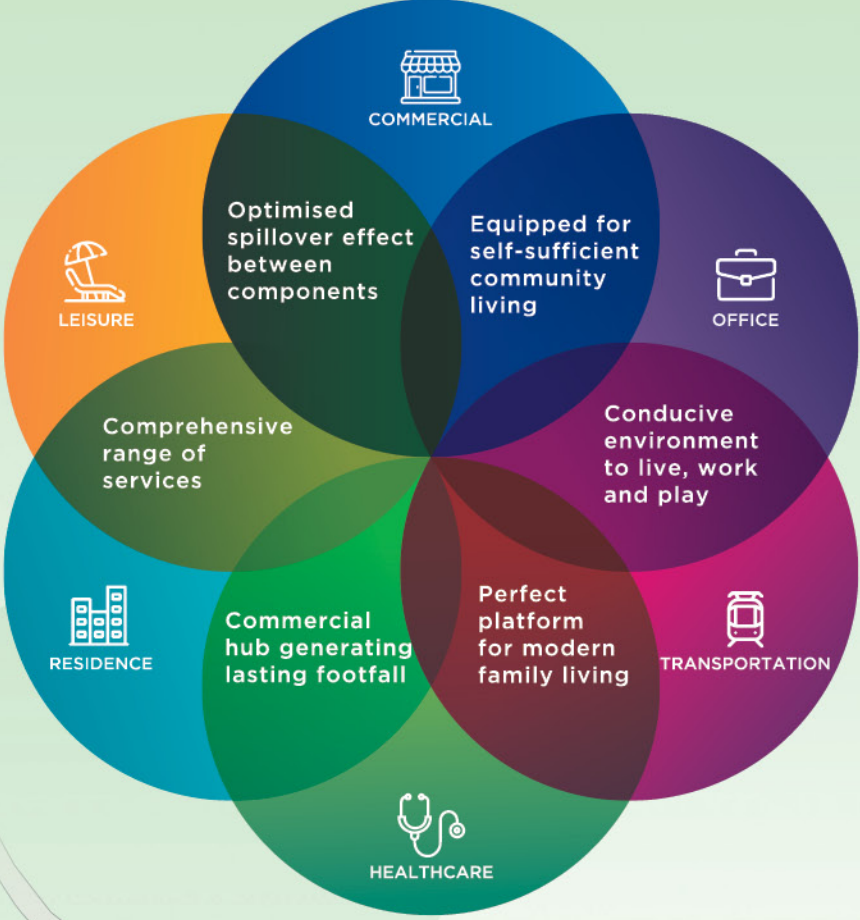 COMMERCIAL
Optimised
spillover effect
between
components
Equipped for
self-sufficient
community
living
LEISURE
OFFICE
Comprehensive
range of
services
Conducive
environment
to live, work
and play
RESIDENCE
Commercial
hub generating
lasting footfall
Perfect
platform
for modern
family living
TRANSPORTATION
HEALTHCARE